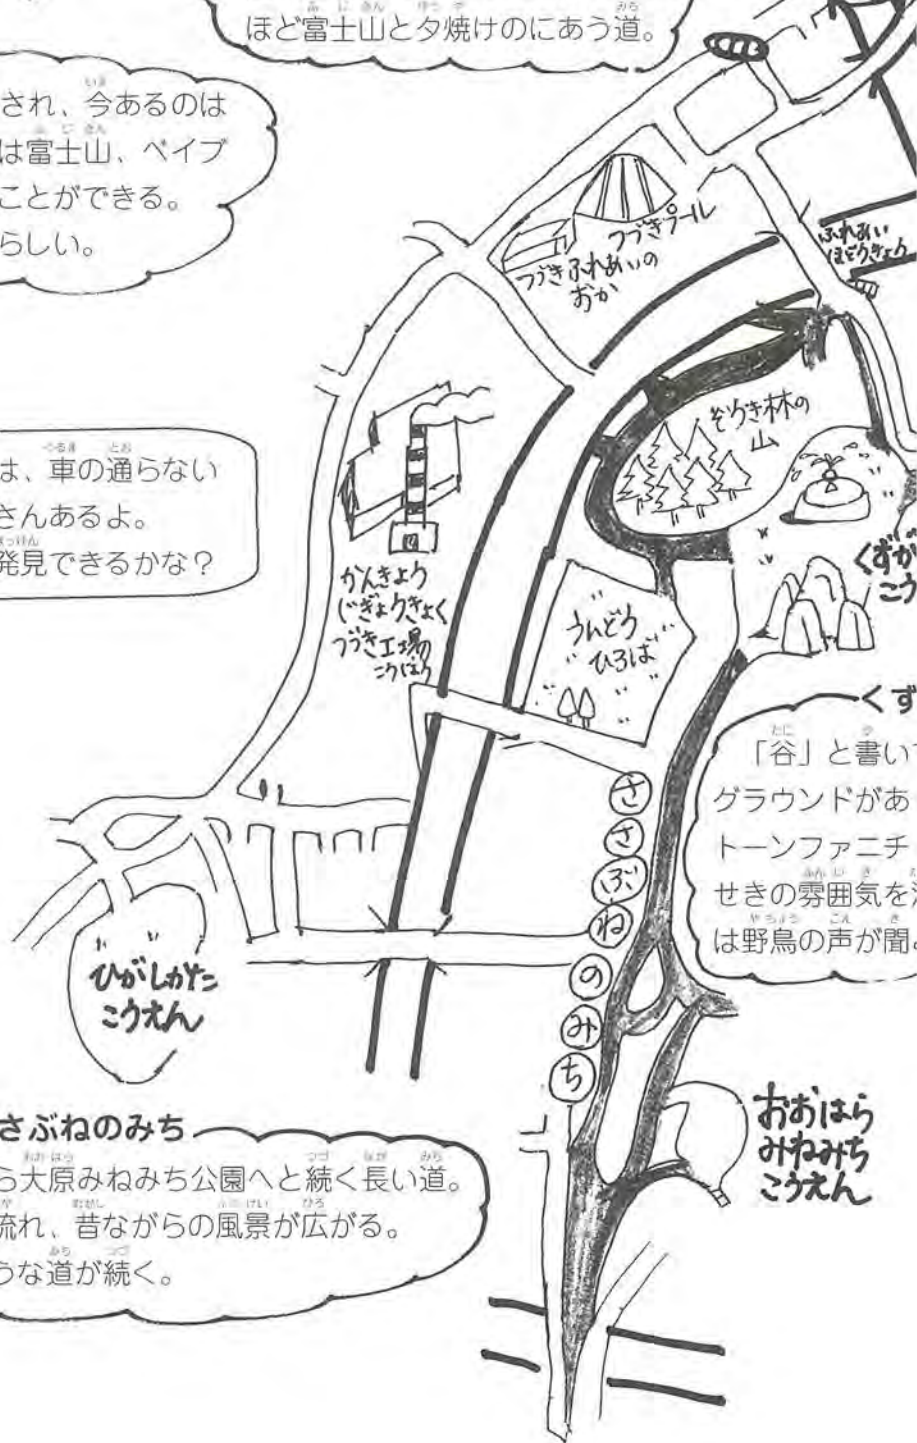 ほど富士山と夕焼けのにあう道。
され、今あるのは
は富士山、ベイブ
ことができる。
らしい。
つづきプール
つづきふれあいの
おか
ふれあい
ほどうきょう
ぞうき林の
山
は、車の通らない
さんあるよ。
発見できるかな?
かんきょう
じぎょうきょく
つづき工場
こうじょう
うんどう
ひろば
くずが
こう
くず
「谷」と書い
グラウンドがあ
トーンファニチ
せきの雰囲気を
は野鳥の声が聞
ささぶねのみち
ひがしかた
こうえん
おおはら
みねみち
こうえん
さぶねのみち
ら大原みねみち公園へと続く長い道。
流れ、昔ながらの風景が広がる。
うな道が続く。